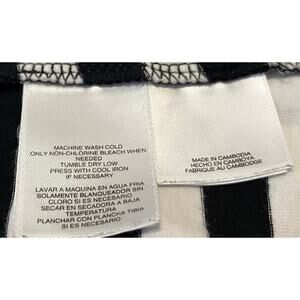 MACHINE WASH COLD
ONLY NON-CHLORINE BLEACH WHEN
NEEDED
TUMBLE DRY LOW
PRESS WITH COOL IRON
IF NECESSARY
LAVAR A MAQUINA EN AGUA FRIA
SOLAMENTE BLANQUEAR SIN
CLORO SI ES NECESARIO
SECAR EN SECADORA A BAJA
TEMPERATURA
PLANCHAR CON PLANCHA TIBIA
SI ES NECESARIO
MADE IN CAMBODIA
HECHO EN CAMBOYA
FABRIQUE AU CAMBODGE